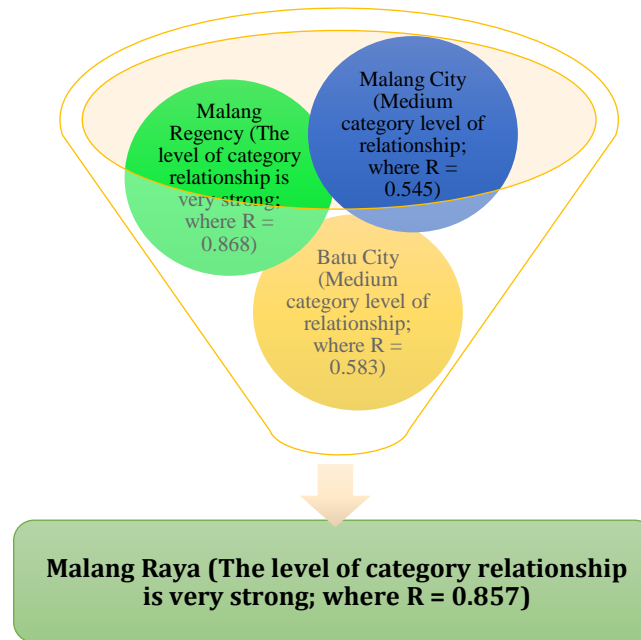 Malang
Regency (The
level of category
relationship is
very strong;
where R =
0.868)
Malang City
(Medium
category level of
relationship;
where R =
0.545)
Batu City
(Medium
category level of
relationship;
where R =
0.583)
Malang Raya (The level of category relationship
is very strong; where R = 0.857)